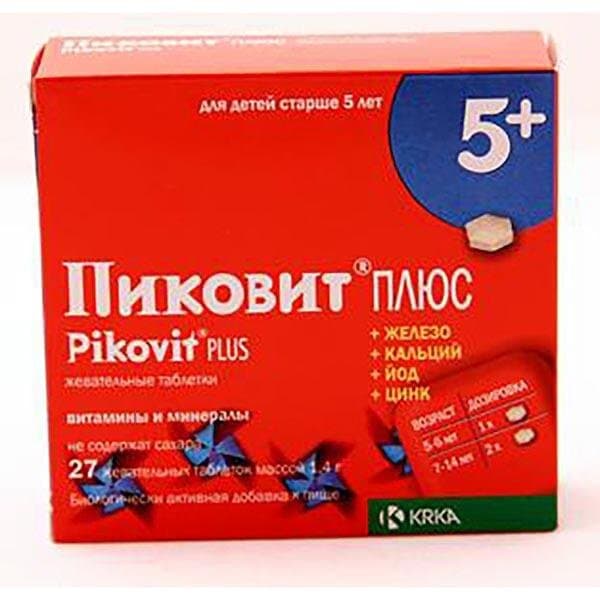 ПИКОВИТ ПЛЮС
для детей старше 5 лет
5+
ПИКОВИТ® ПЛЮС
Pikovit® PLUS
жевательные таблетки
+ ЖЕЛЕЗО
+ КАЛЬЦИЙ
+ ЙОД
+ ЦИНК
витамины и минералы
не содержат сахара
27 жевательных таблеток массой 1,4 г
Биологически активная добавка к пище
ВОЗРАСТ ДОЗИРОВКА
5-6 лет 1 x
7-14 лет 2 x
KRKA